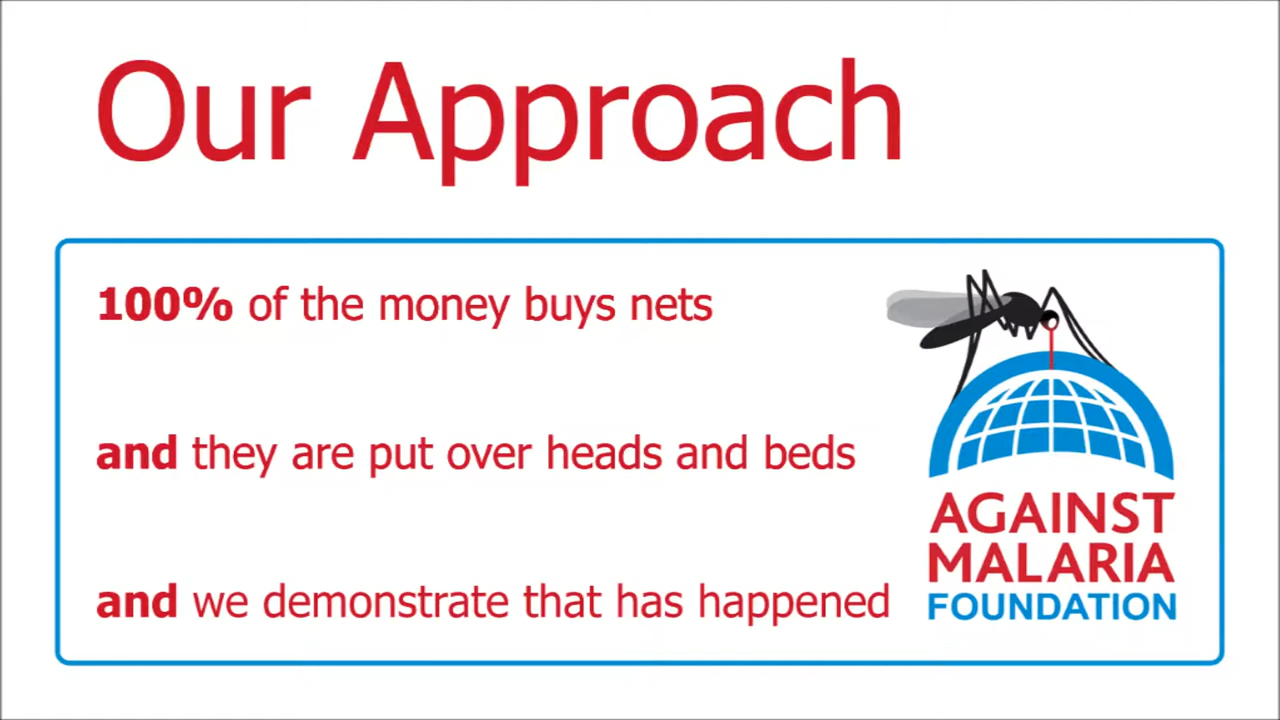 Our Approach
100% of the money buys nets
and they are put over heads and beds
and we demonstrate that has happened
AGAINST
MALARIA
FOUNDATION